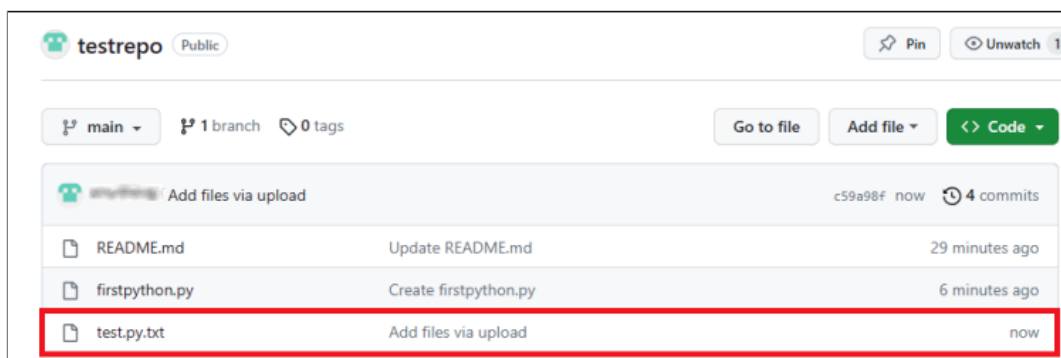 testrepo Public Pin Unwatch 1
main 1 branch 0 tags Go to file Add file <> Code
Add files via upload c59a98f now 4 commits
README.md Update README.md 29 minutes ago
firstpython.py Create firstpython.py 6 minutes ago
test.py.txt Add files via upload now